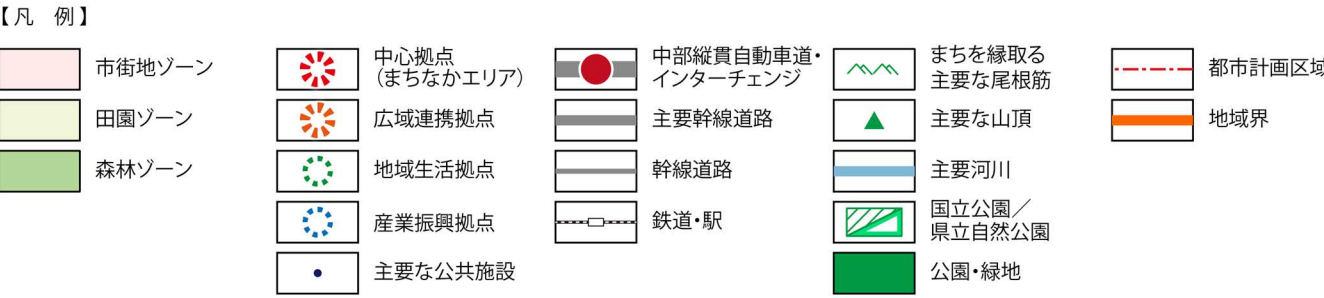 【凡 例】
市街地ゾーン
田園ゾーン
森林ゾーン
中心拠点
(まちなかエリア)
広域連携拠点
地域生活拠点
産業振興拠点
主要な公共施設
中部縦貫自動車道・
インターチェンジ
主要幹線道路
幹線道路
鉄道・駅
まちを縁取る
主要な尾根筋
主要な山頂
主要河川
国立公園／
県立自然公園
公園・緑地
都市計画区域
地域界